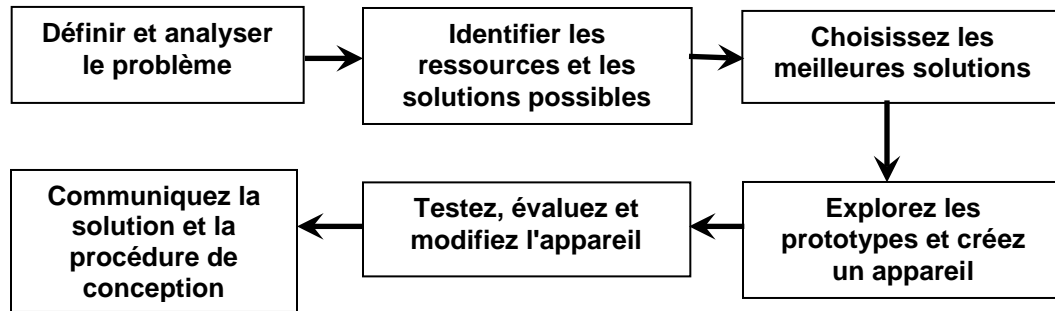 Définir et analyser
le problème
Identifier les
ressources et les
solutions possibles
Choisissez les
meilleures solutions
Explorez les
prototypes et créez
un appareil
Testez, évaluez et
modifiez l'appareil
Communiquez la
solution et la
procédure de
conception